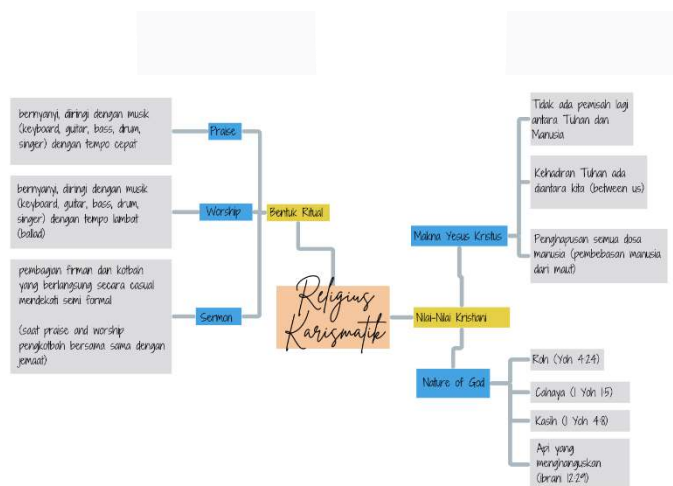 bernyanyi, diringi dengan musik
(keyboard, guitar, bass, drum,
singer) dengan tempo cepat
Praise
bernyanyi, diringi dengan musik
(keyboard, guitar, bass, drum,
singer) dengan tempo lambat
(ballad)
Worship
pembagian firman dan kotbah
yang berlangsung secara casual
mendekati semi formal
(saat praise and worship
pengkotbah bersama sama dengan
jemaat)
Sermon
Bentuk Ritual
Religius
Karismatik
Nilai-Nilai Kristiani
Makna Yesus Kristus
Tidak ada pemisah lagi
antara Tuhan dan
Manusia
Kehadiran Tuhan ada
diantara kita (between us)
Penghapusan semua dosa
manusia (pembebasan manusia
dari maut)
Nature of God
Roh (Yoh 4:24)
Cahaya (1 Yoh 1:5)
Kasih (1 Yoh 4:8)
Api yang
menghanguskan
(Ibrani 12:29)